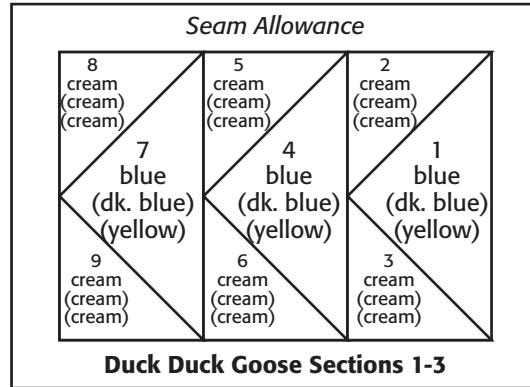 Seam Allowance
8
cream
(cream)
(cream)
5
cream
(cream)
(cream)
2
cream
(cream)
(cream)
7
blue
(dk. blue)
(yellow)
4
blue
(dk. blue)
(yellow)
1
blue
(dk. blue)
(yellow)
9
cream
(cream)
(cream)
6
cream
(cream)
(cream)
3
cream
(cream)
(cream)
Duck Duck Goose Sections 1-3